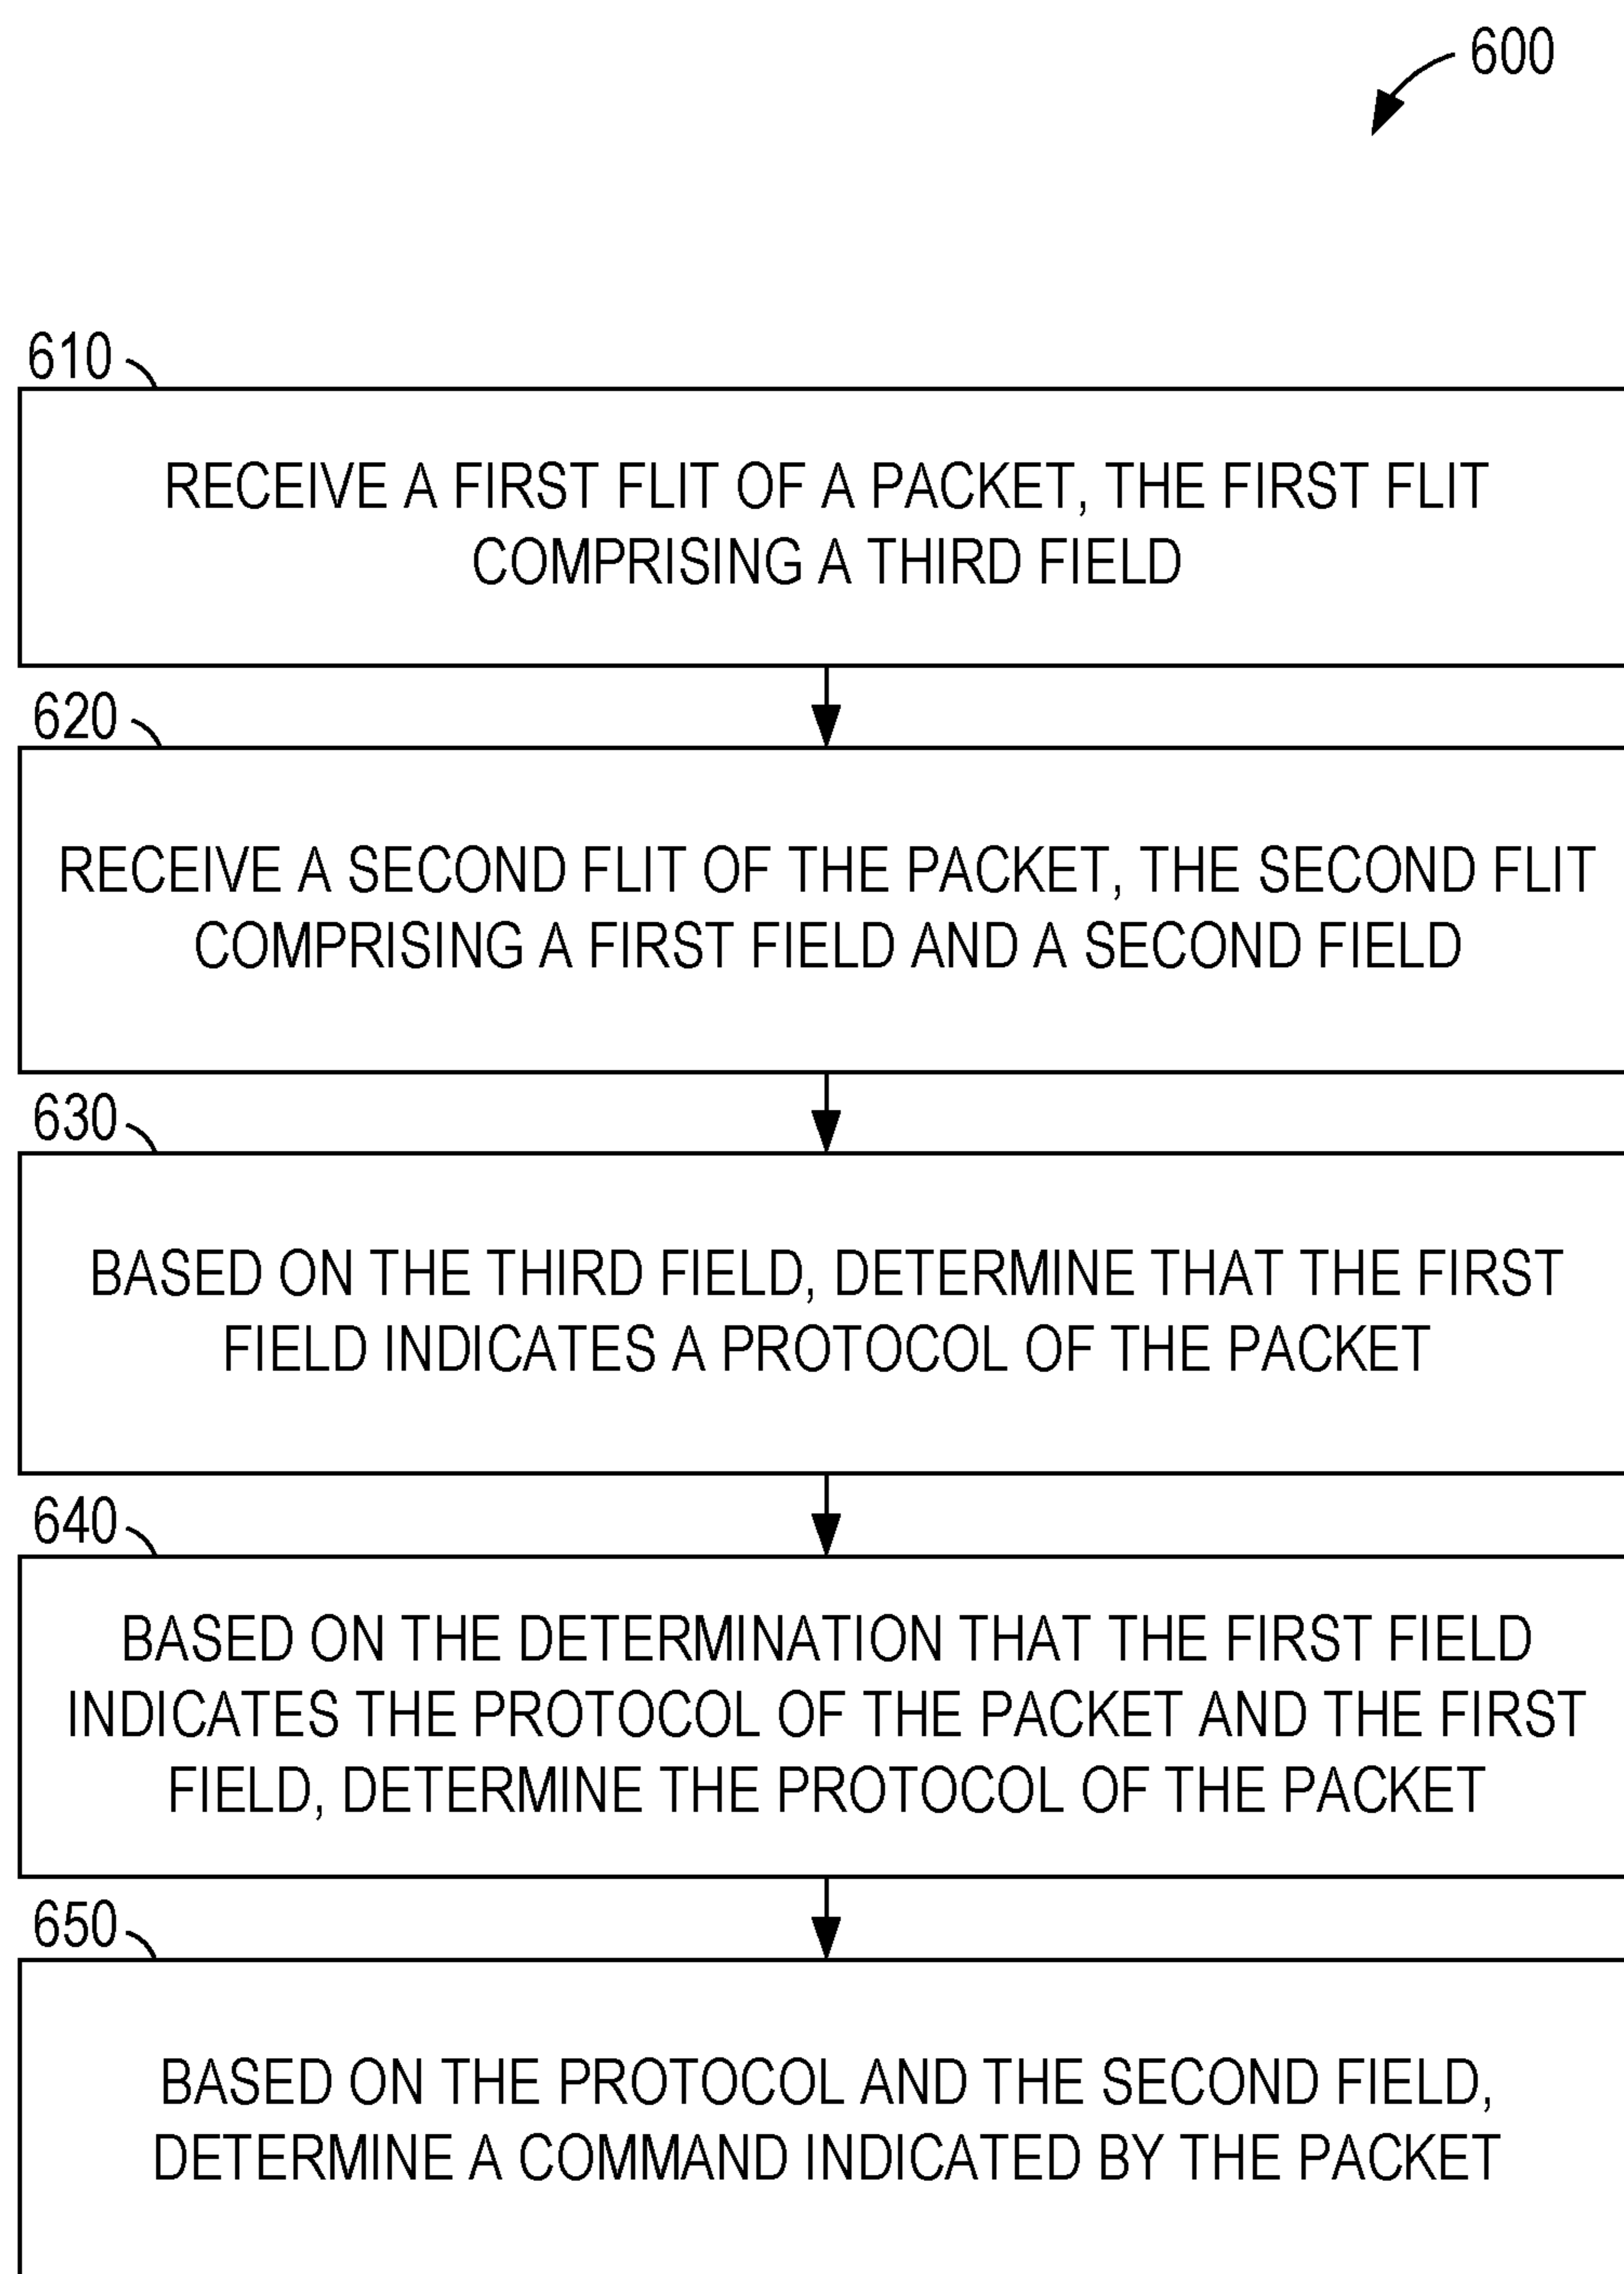 600
610
RECEIVE A FIRST FLIT OF A PACKET, THE FIRST FLIT
COMPRISING A THIRD FIELD
620
RECEIVE A SECOND FLIT OF THE PACKET, THE SECOND FLIT
COMPRISING A FIRST FIELD AND A SECOND FIELD
630
BASED ON THE THIRD FIELD, DETERMINE THAT THE FIRST
FIELD INDICATES A PROTOCOL OF THE PACKET
640
BASED ON THE DETERMINATION THAT THE FIRST FIELD
INDICATES THE PROTOCOL OF THE PACKET AND THE FIRST
FIELD, DETERMINE THE PROTOCOL OF THE PACKET
650
BASED ON THE PROTOCOL AND THE SECOND FIELD,
DETERMINE A COMMAND INDICATED BY THE PACKET